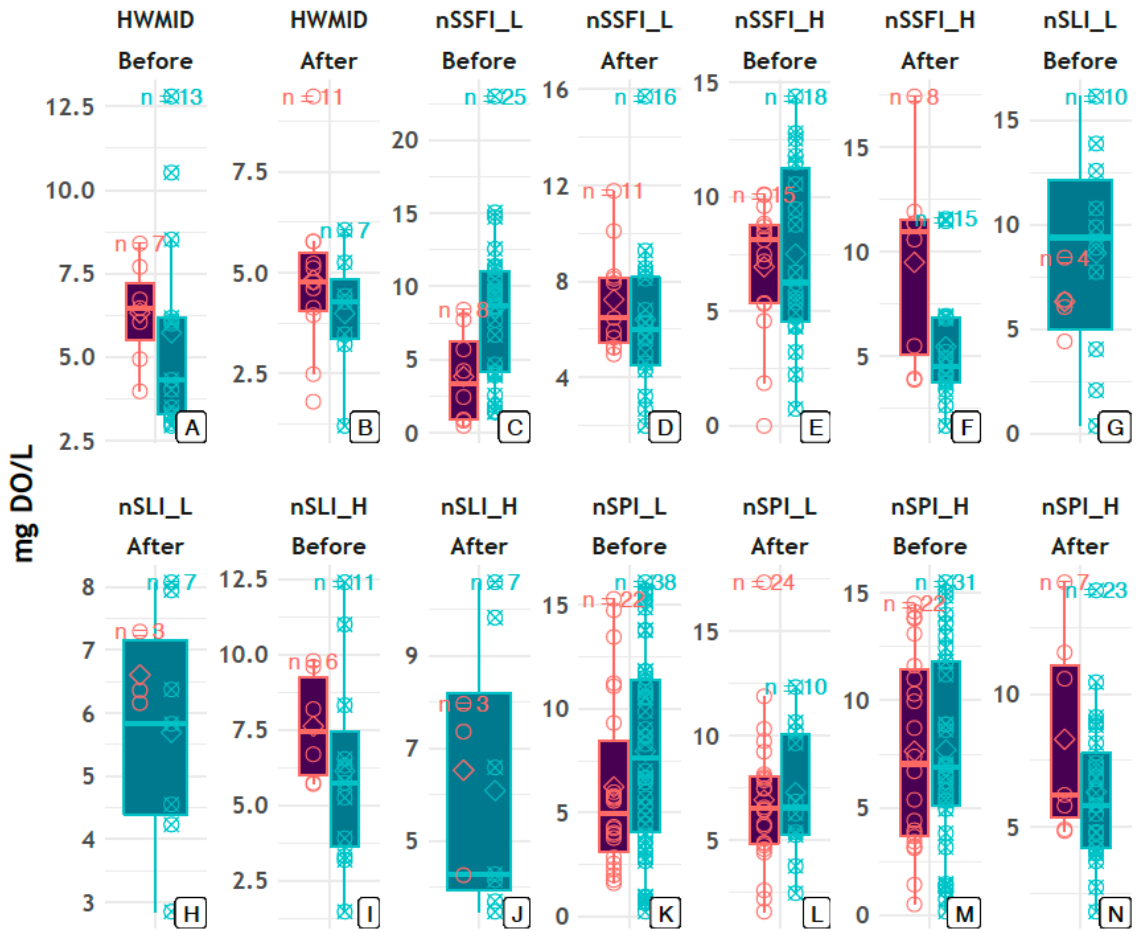 HWMID HWMID nSSFI_L nSSFI_L nSSFI_H nSSFI_H nSLI_L
Before After Before After Before After Before
n = 13 n = 11 n = 25 n = 16 n = 18 n = 8 n = 10
n = 7 n = 7 n = 8 n = 11 n = 15 n = 15 n = 4
12.5 10.0 7.5 5.0 2.5
7.5 5.0 2.5
20 15 10 5 0
16 12 8 4
15 10 5 0
15 10 5
15 10 5 0
A B C D E F G
mg DO/L
nSLI_L nSLI_H nSLI_H nSPI_L nSPI_L nSPI_H nSPI_H
After Before After Before After Before After
n = 7 n = 11 n = 7 n = 38 n = 24 n = 31 n = 7
n = 3 n = 6 n = 3 n = 22 n = 10 n = 22 n = 23
8 7 6 5 4 3
12.5 10.0 7.5 5.0 2.5
9 7 5
15 10 5 0
15 10 5
15 10 5 0
10 5
H I J K L M N